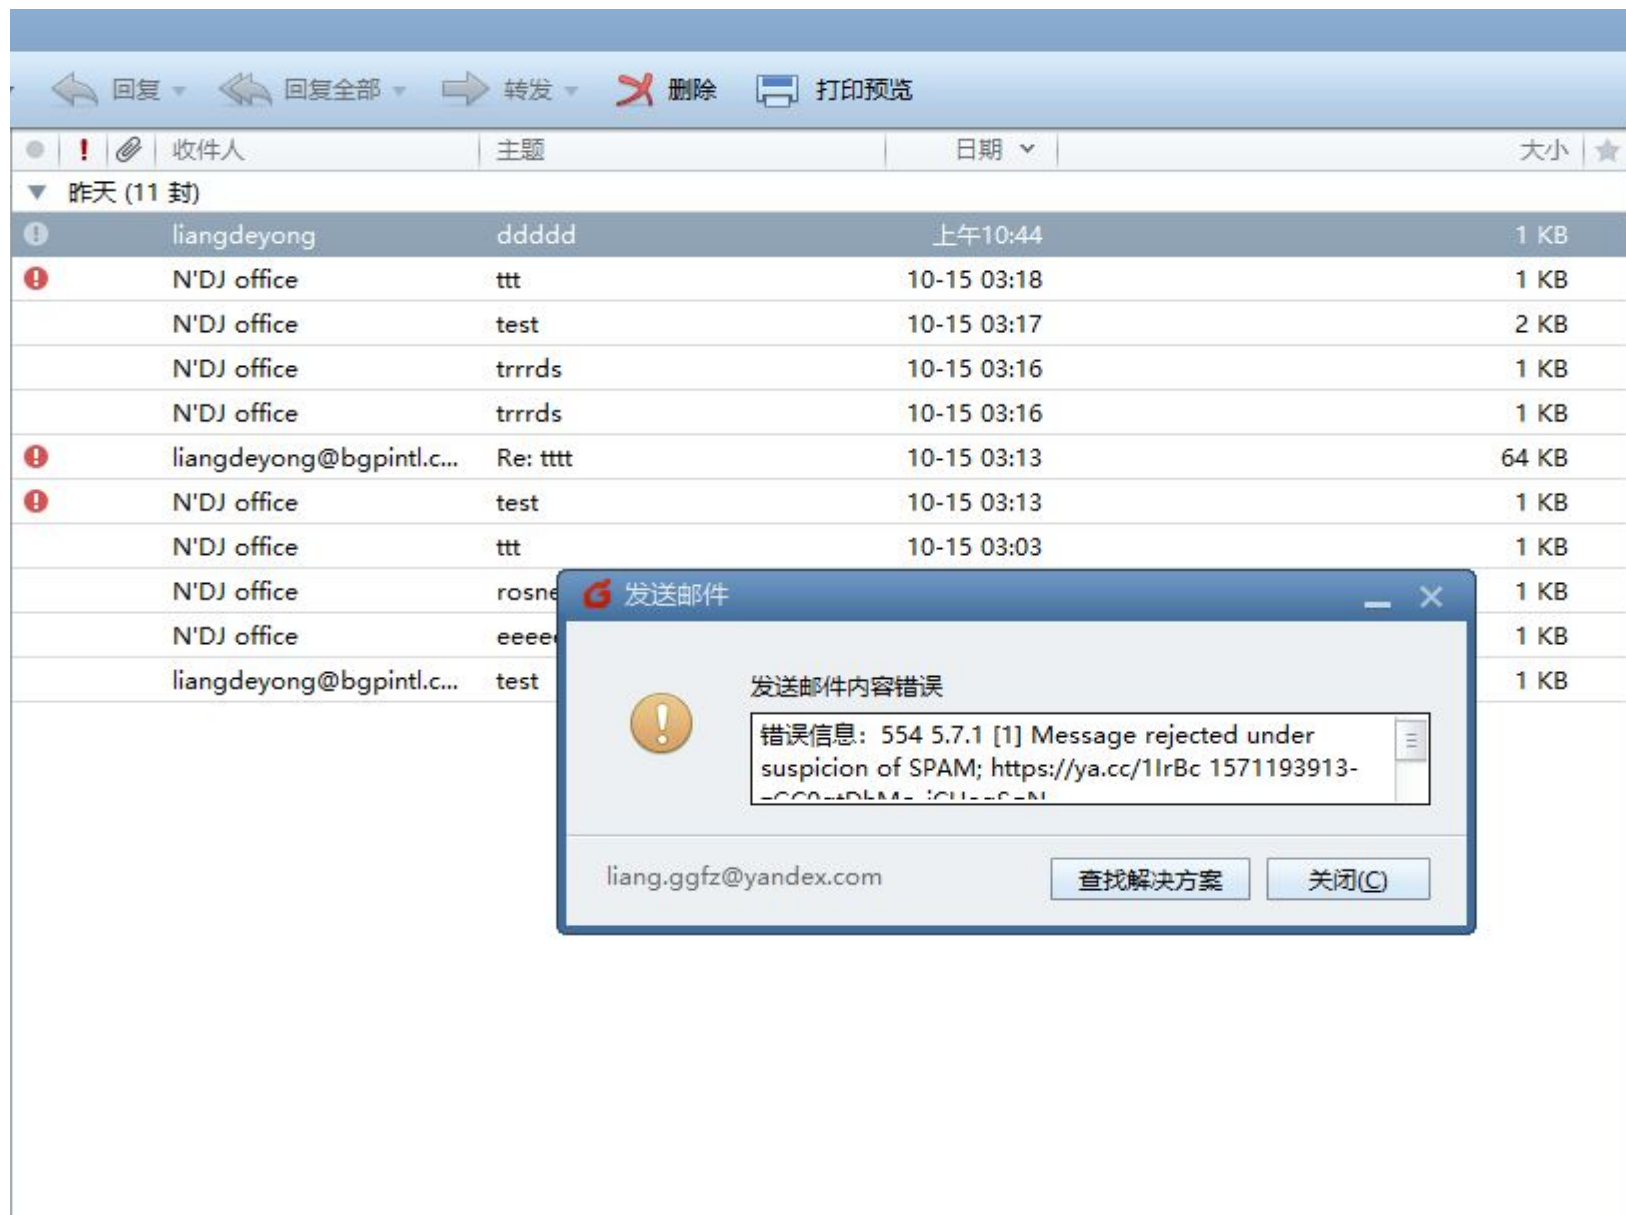 回复 回复全部 转发 删除 打印预览
! 收件人 主题 日期 大小
昨天 (11 封)
liangdeyong ddddd 上午10:44 1 KB
N'DJ office ttt 10-15 03:18 1 KB
N'DJ office test 10-15 03:17 2 KB
N'DJ office trrrds 10-15 03:16 1 KB
N'DJ office trrrds 10-15 03:16 1 KB
liangdeyong@bgpintl.c... Re: tttt 10-15 03:13 64 KB
N'DJ office test 10-15 03:13 1 KB
N'DJ office ttt 10-15 03:03 1 KB
N'DJ office rosne 1 KB
N'DJ office eeee 1 KB
liangdeyong@bgpintl.c... test 1 KB
发送邮件
发送邮件内容错误
错误信息：554 5.7.1 [1] Message rejected under
suspicion of SPAM; https://ya.cc/1IrBc 1571193913-
liang.ggfz@yandex.com 查找解决方案 关闭(C)